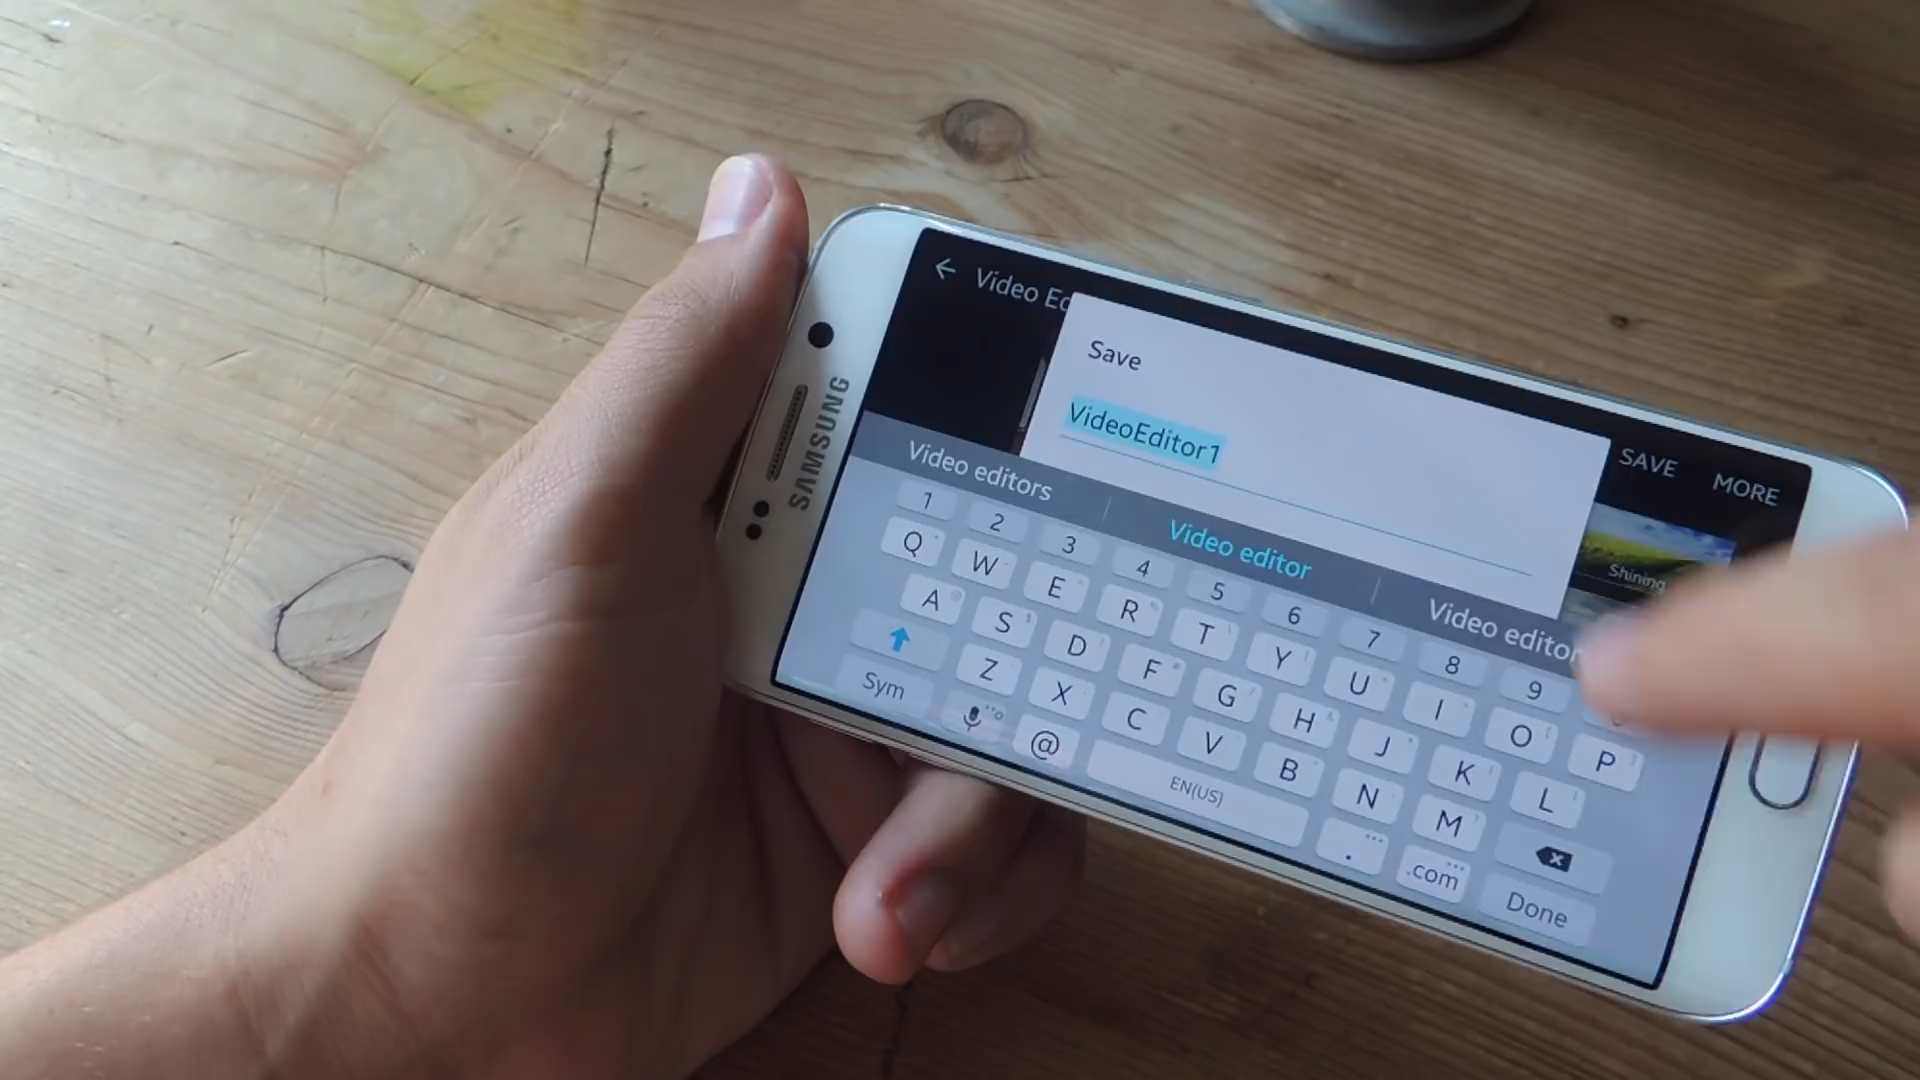 SAMSUNG
Video Ed
SAVE MORE
Save
VideoEditor1
Shining
Video editors Video editor Video editor
1 2 3 4 5 6 7 8 9
Q W E R T Y U I O P
A S D F G H J K L
Z X C V B N M
Sym @ EN(US) . .com Done